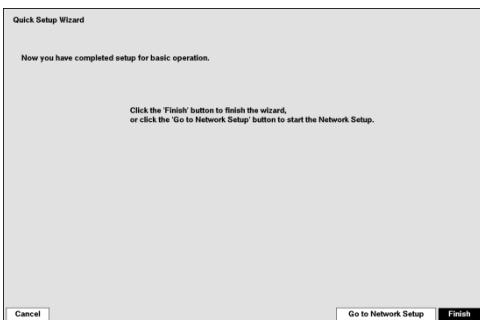 Quick Setup Wizard
Now you have completed setup for basic operation.
Click the 'Finish' button to finish the wizard,
or click the 'Go to Network Setup' button to start the Network Setup.
Cancel
Go to Network Setup
Finish